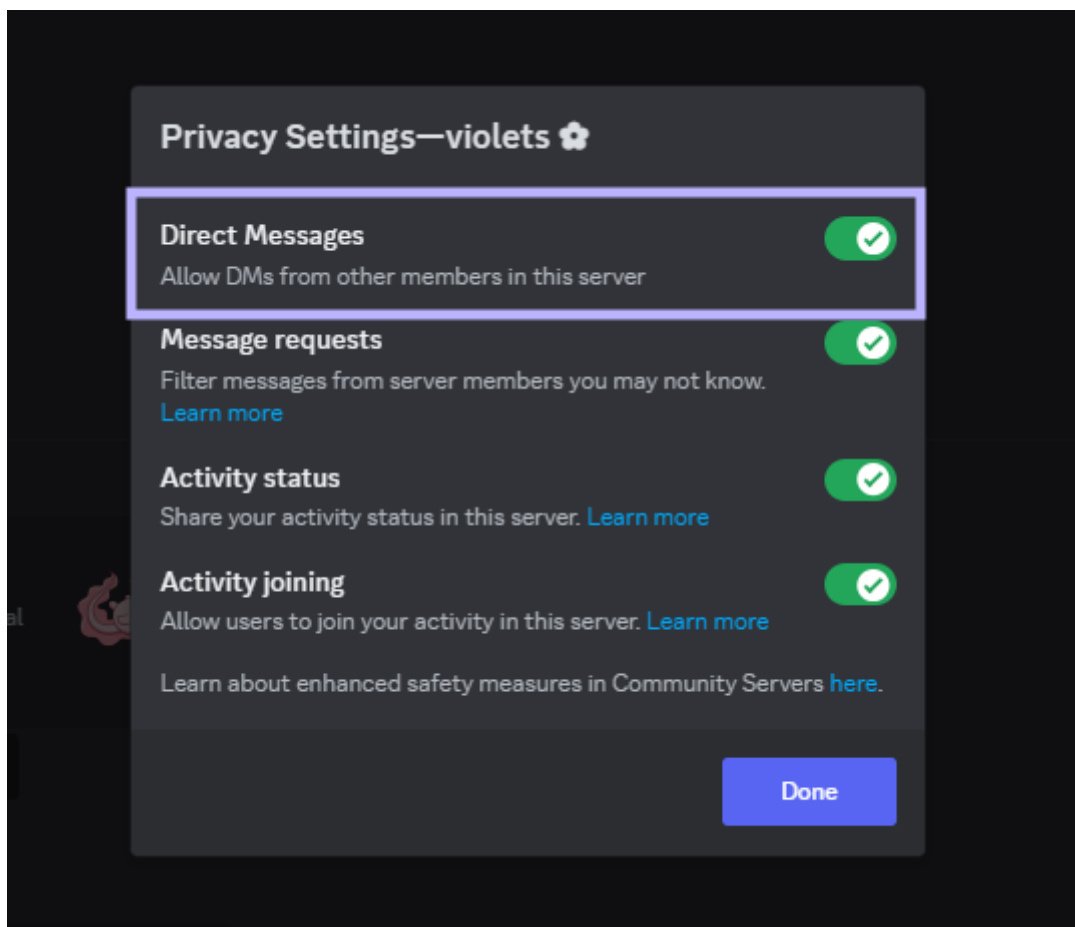 Privacy Settings—violets ✿
Direct Messages
Allow DMs from other members in this server
Message requests
Filter messages from server members you may not know.
Learn more
Activity status
Share your activity status in this server. Learn more
Activity joining
al
Allow users to join your activity in this server. Learn more
Learn about enhanced safety measures in Community Servers here.
Done